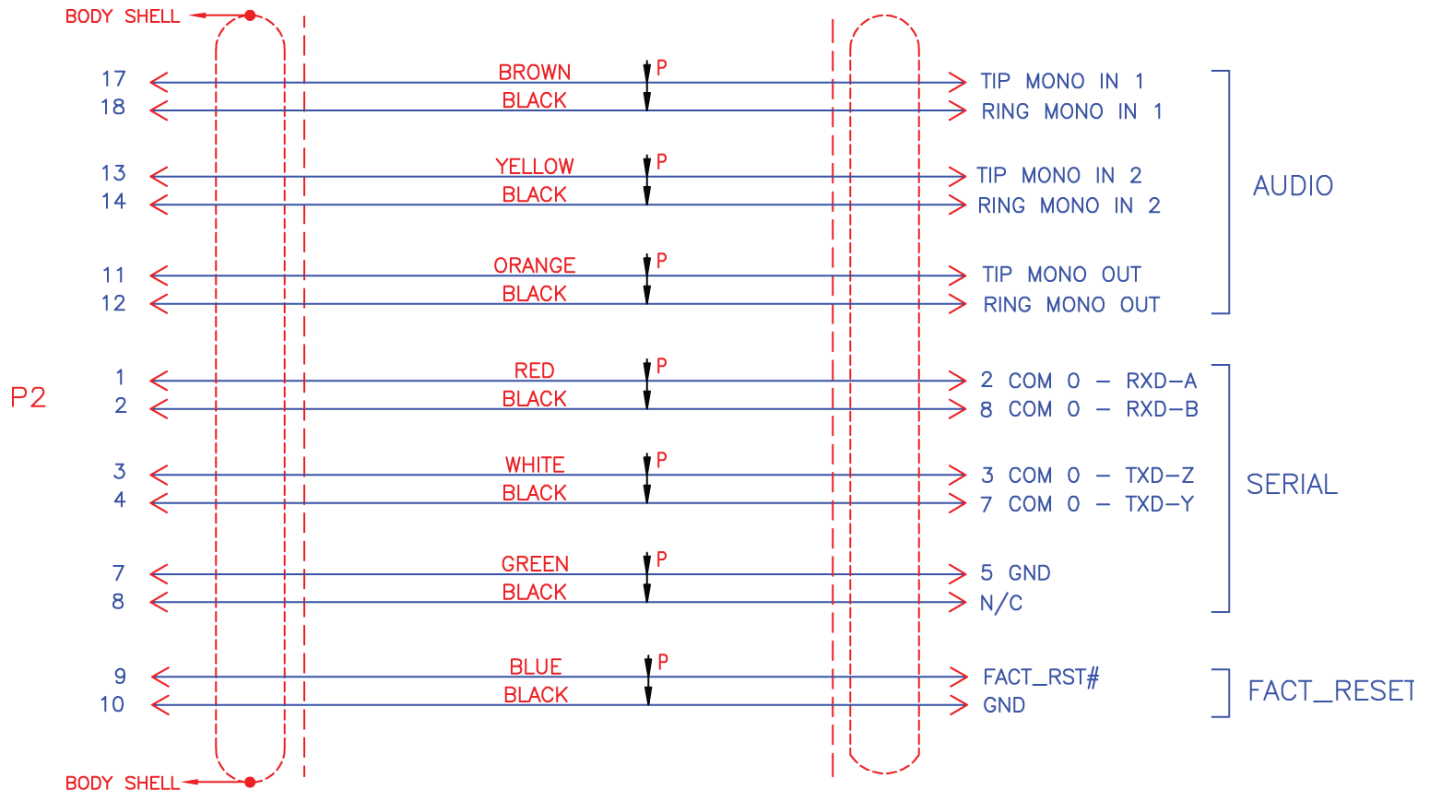 BODY SHELL
17 BROWN P TIP MONO IN 1
18 BLACK RING MONO IN 1
13 YELLOW P TIP MONO IN 2
14 BLACK RING MONO IN 2
AUDIO
11 ORANGE P TIP MONO OUT
12 BLACK RING MONO OUT
1 RED P 2 COM 0 – RXD–A
P2
2 BLACK 8 COM 0 – RXD–B
3 WHITE P 3 COM 0 – TXD–Z
SERIAL
4 BLACK 7 COM 0 – TXD–Y
7 GREEN P 5 GND
8 BLACK N/C
9 BLUE P FACT_RST#
FACT_RESET
10 BLACK GND
BODY SHELL